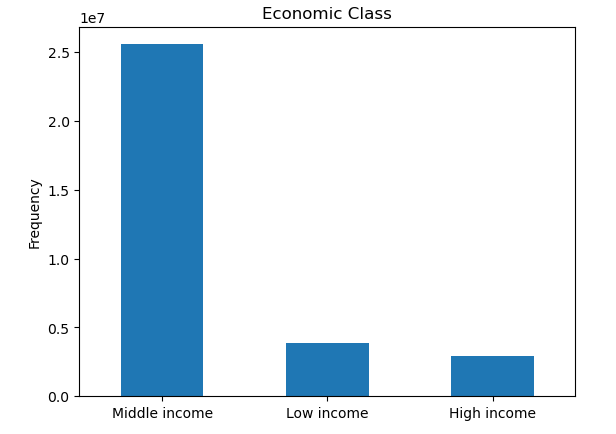 Economic Class
1e7
2.5
2.0
1.5
1.0
0.5
0.0
Frequency
Middle income
Low income
High income